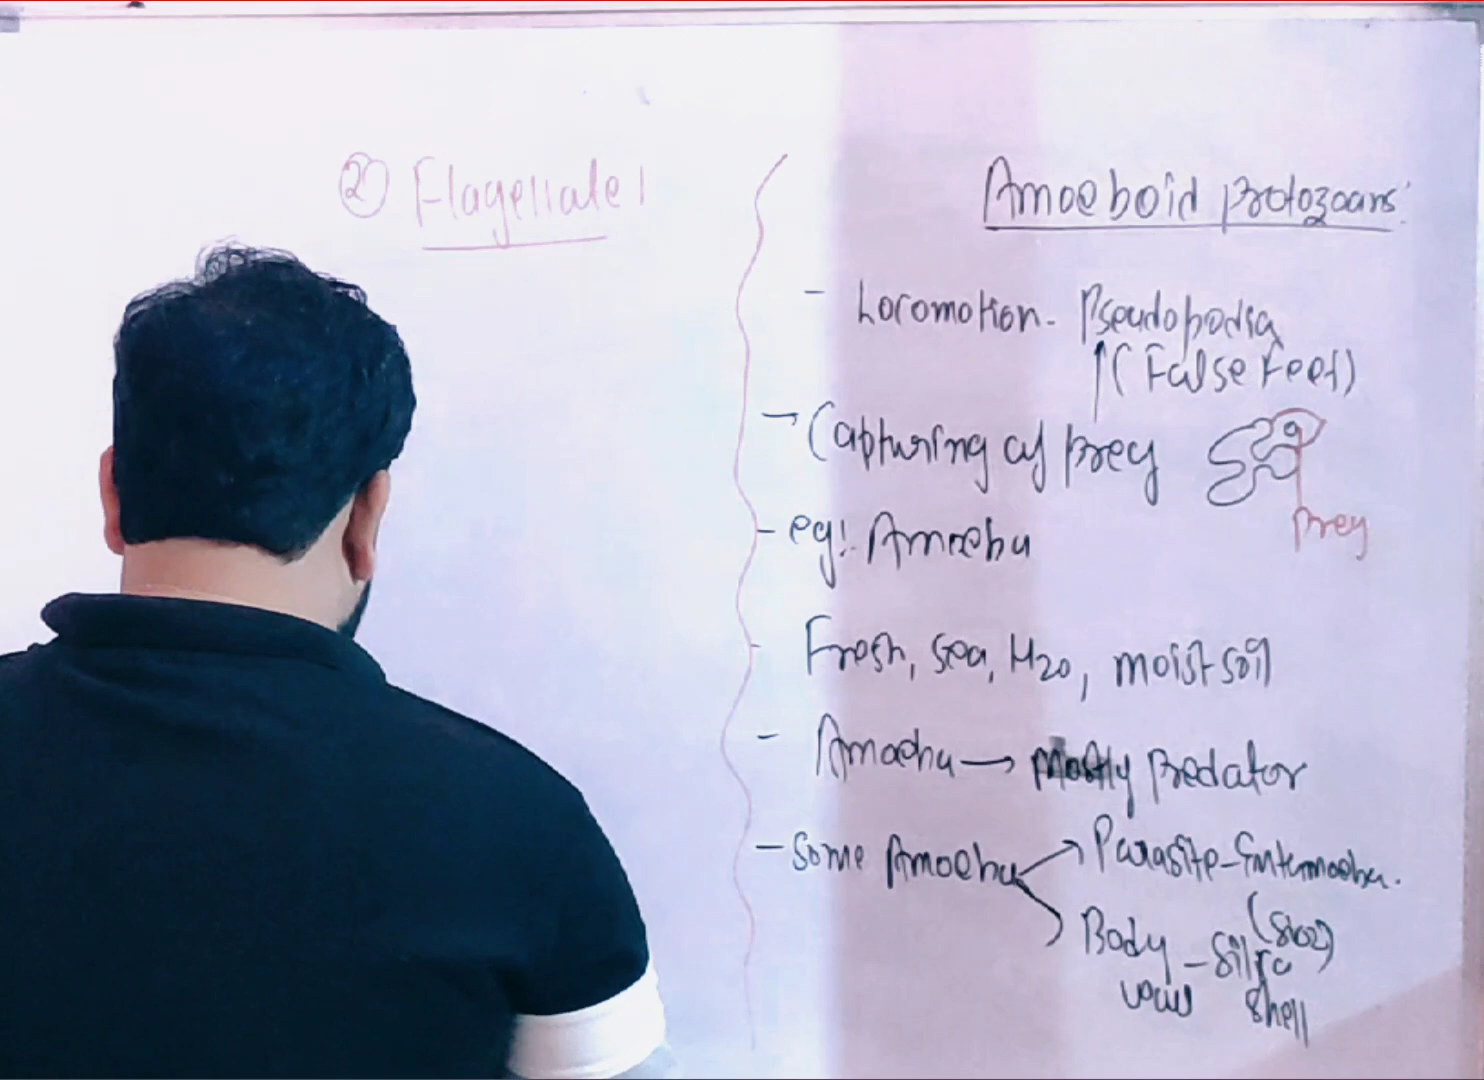 ② Flagellate
Amoeboid protozoans:
- Locomotion - Pseudopodia
(False Feet)
- Capturing of prey
Prey
- eg: Amoeba
- Fresh, sea, H2O, moist soil
- Amoeba → Mostly predator
- Some Amoeba → Parasite - Entamoeba.
Body - Silica (SiO2)
shell